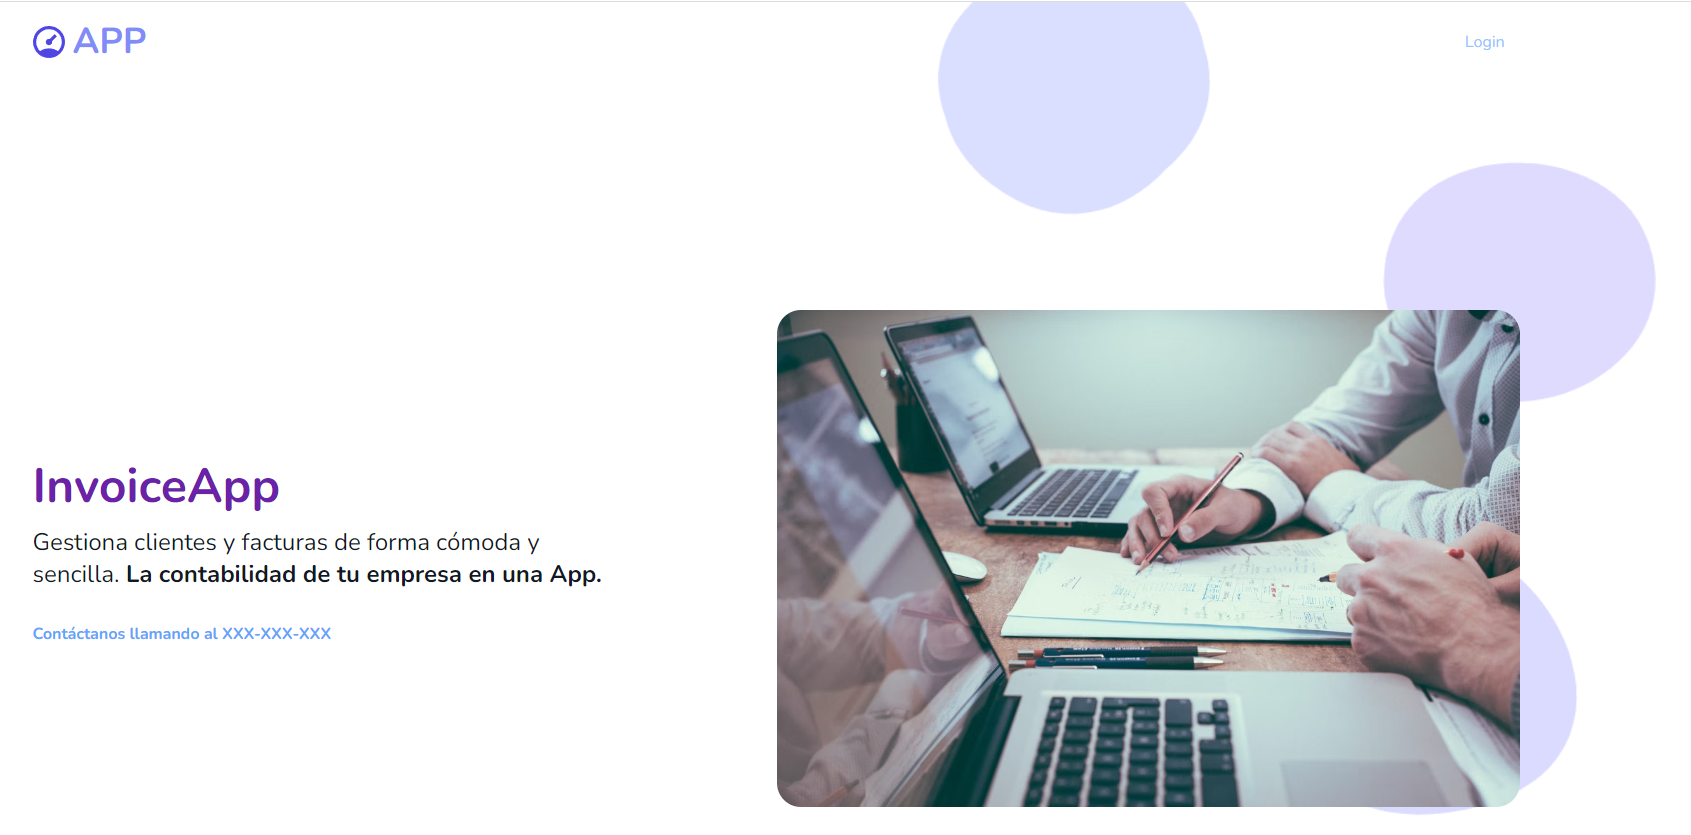 APP
Login
InvoiceApp
Gestiona clientes y facturas de forma cómoda y
sencilla. La contabilidad de tu empresa en una App.
Contáctanos llamando al XXX-XXX-XXX